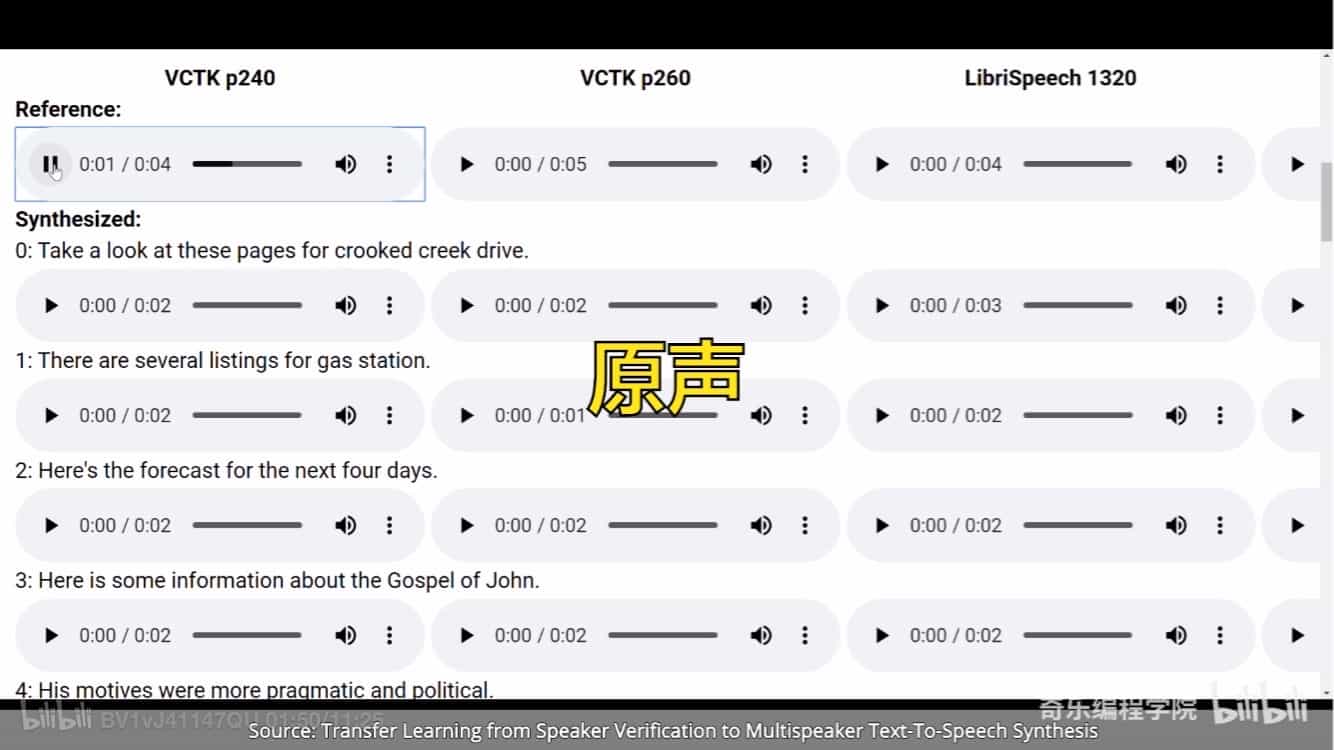 VCTK p240 VCTK p260 LibriSpeech 1320
Reference:
0:01 / 0:04 0:00 / 0:05 0:00 / 0:04
Synthesized:
0: Take a look at these pages for crooked creek drive.
0:00 / 0:02 0:00 / 0:02 0:00 / 0:03
1: There are several listings for gas station.
原声
0:00 / 0:02 0:00 / 0:01 0:00 / 0:02
2: Here's the forecast for the next four days.
0:00 / 0:02 0:00 / 0:02 0:00 / 0:02
3: Here is some information about the Gospel of John.
0:00 / 0:02 0:00 / 0:02 0:00 / 0:02
4: His motives were more pragmatic and political.
奇乐编程学院 bilibili
bilibili BV1vJ41147QU 01:50/11:25
Source: Transfer Learning from Speaker Verification to Multispeaker Text-To-Speech Synthesis